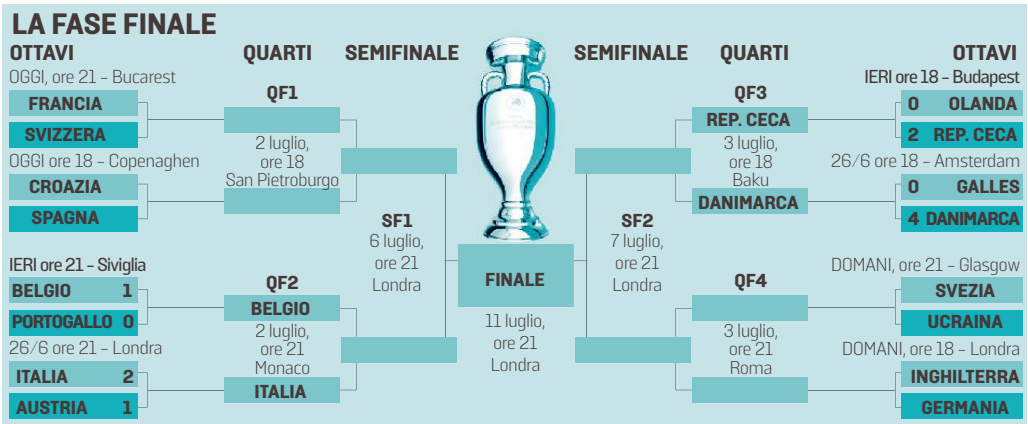 LA FASE FINALE
OTTAVI
QUARTI
SEMIFINALE
SEMIFINALE
QUARTI
OTTAVI
OGGI, ore 21 – Bucarest
FRANCIA
SVIZZERA
OGGI ore 18 – Copenaghen
CROAZIA
SPAGNA
IERI ore 21 – Siviglia
BELGIO 1
PORTOGALLO 0
26/6 ore 21 – Londra
ITALIA 2
AUSTRIA 1
QF1
2 luglio,
ore 18
San Pietroburgo
QF2
BELGIO
2 luglio,
ore 21
Monaco
ITALIA
SF1
6 luglio,
ore 21
Londra
FINALE
11 luglio,
ore 21
Londra
SF2
7 luglio,
ore 21
Londra
QF3
REP. CECA
3 luglio,
ore 18
Baku
DANIMARCA
QF4
3 luglio,
ore 21
Roma
IERI ore 18 – Budapest
0 OLANDA
2 REP. CECA
26/6 ore 18 – Amsterdam
0 GALLES
4 DANIMARCA
DOMANI, ore 21 – Glasgow
SVEZIA
UCRAINA
DOMANI, ore 18 – Londra
INGHILTERRA
GERMANIA